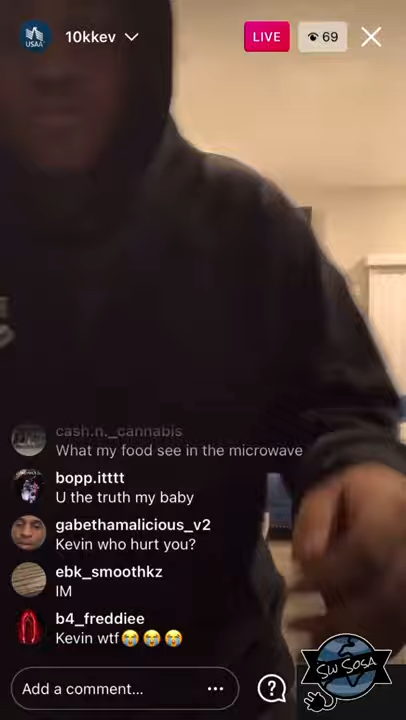 USAA
10kkev
LIVE
69
cash.n._cannabis
What my food see in the microwave
bopp.itttt
U the truth my baby
gabethamalicious_v2
Kevin who hurt you?
ebk_smoothkz
IM
b4_freddiee
Kevin wtf😭😭😭
Add a comment...
SW SOSA